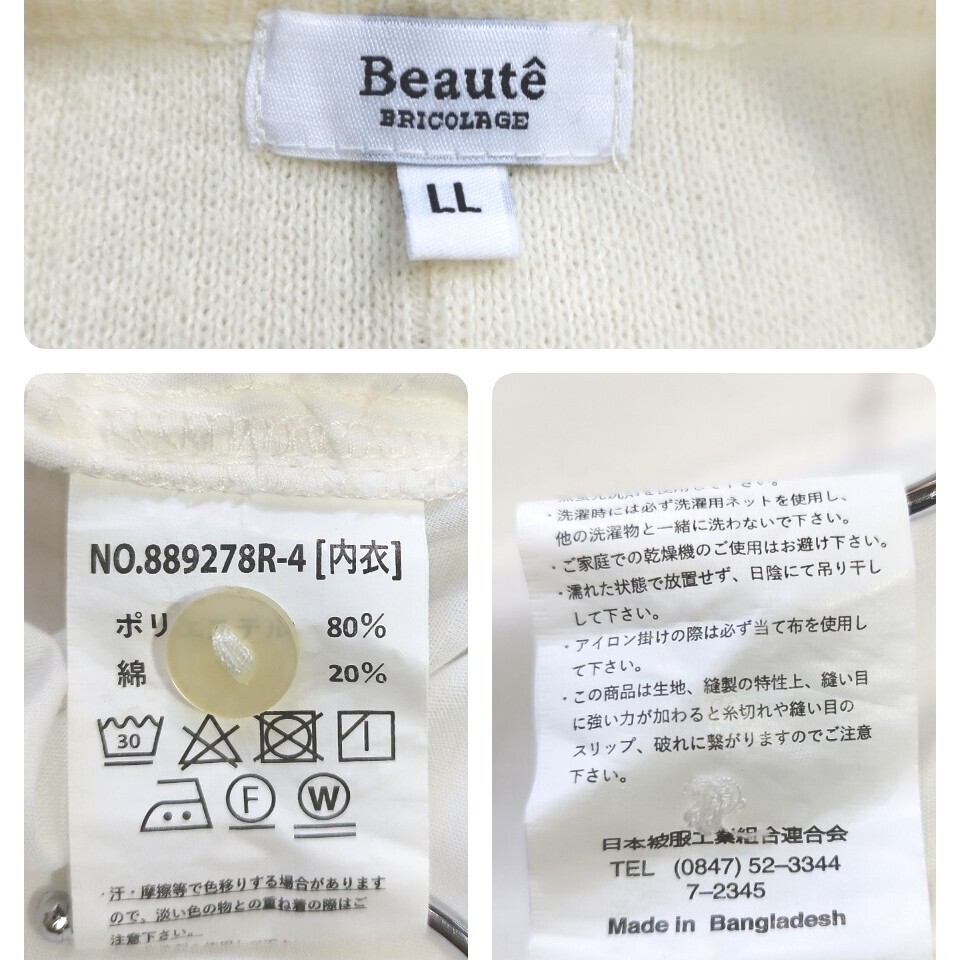 Beautê
BRICOLAGE
LL
NO.889278R-4 [内衣]
ポリ テル 80%
綿 20%
30
F W
・汗・摩擦等で色移りする場合があります
ので、淡い色の物との重ね着の際はご
注意下さい。
・洗濯時には必ず洗濯用ネットを使用し、
他の洗濯物と一緒に洗わないで下さい。
・ご家庭での乾燥機のご使用はお避け下さい。
・濡れた状態で放置せず、日陰にて吊り干し
して下さい。
・アイロン掛けの際は必ず当て布を使用し
て下さい。
・この商品は生地、縫製の特性上、縫い目
に強い力が加わると糸切れや縫い目の
スリップ、破れに繋がりますのでご注意
下さい。
日本被服工業組合連合会
TEL (0847) 52–3344
7–2345
Made in Bangladesh